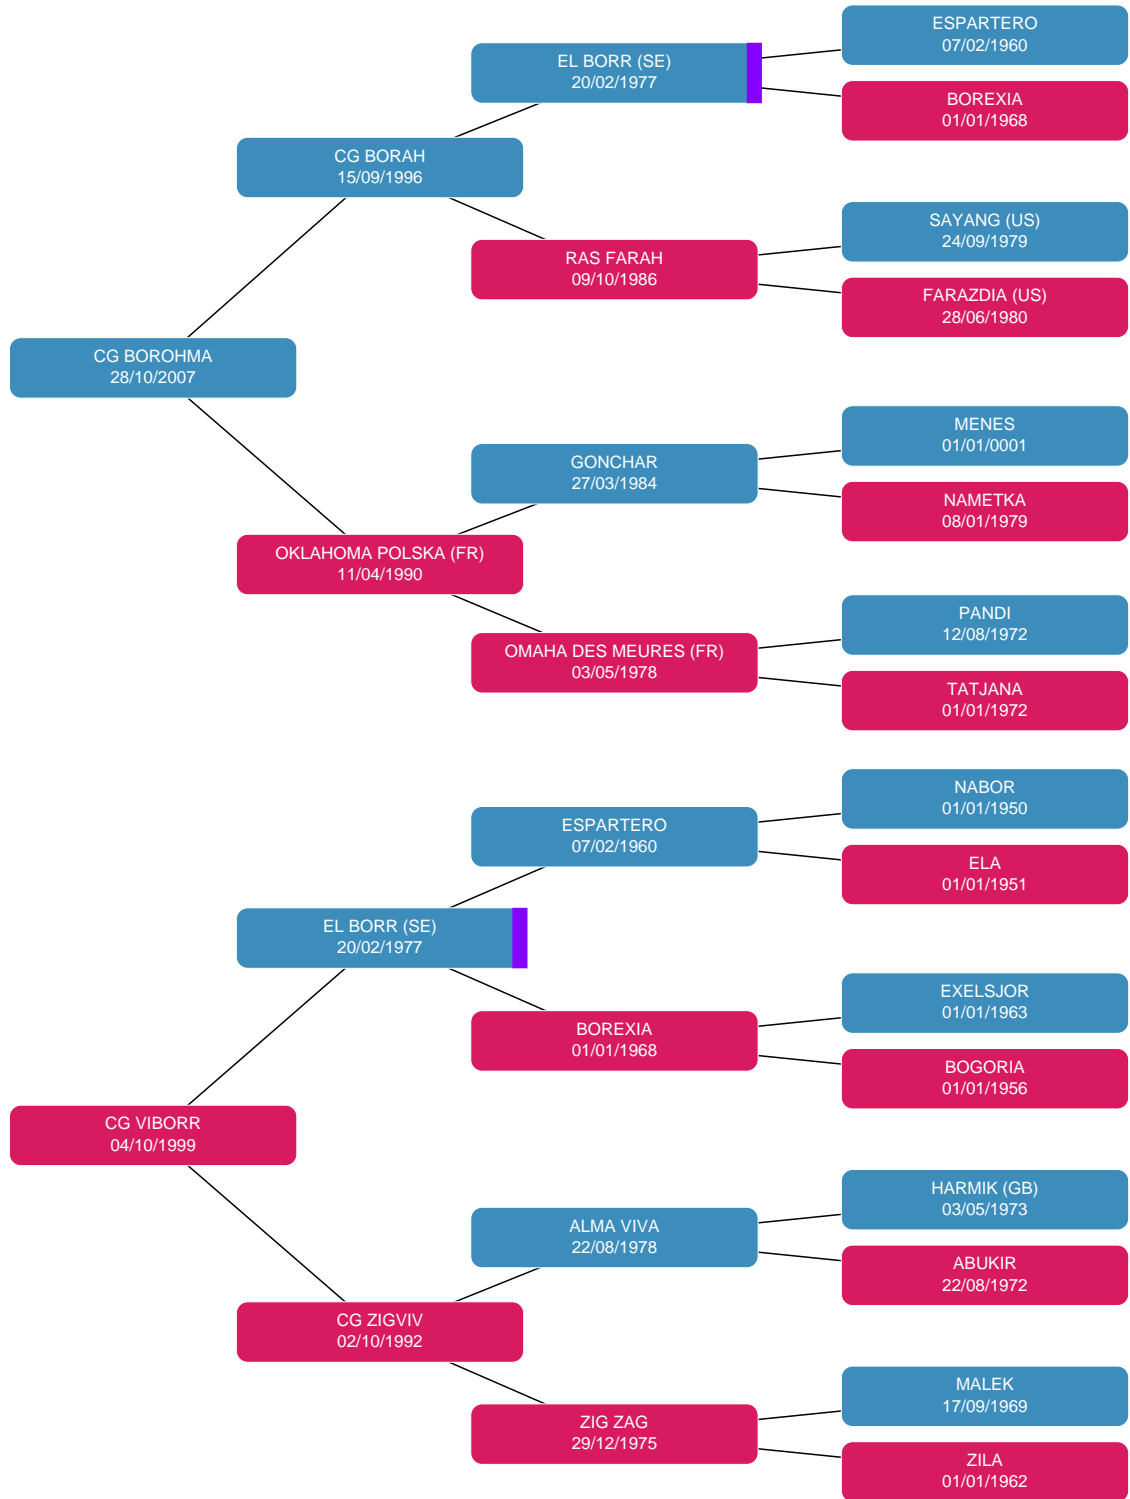 ESPARTERO
07/02/1960
EL BORR (SE)
20/02/1977
BOREXIA
01/01/1968
CG BORAH
15/09/1996
SAYANG (US)
24/09/1979
RAS FARAH
09/10/1986
FARAZDIA (US)
28/06/1980
CG BOROHMA
28/10/2007
MENES
01/01/0001
GONCHAR
27/03/1984
NAMETKA
08/01/1979
OKLAHOMA POLSKA (FR)
11/04/1990
PANDI
12/08/1972
OMAHA DES MEURES (FR)
03/05/1978
TATJANA
01/01/1972
NABOR
01/01/1950
ESPARTERO
07/02/1960
ELA
01/01/1951
EL BORR (SE)
20/02/1977
EXELSJOR
01/01/1963
BOREXIA
01/01/1968
BOGORIA
01/01/1956
CG VIBORR
04/10/1999
HARMIK (GB)
03/05/1973
ALMA VIVA
22/08/1978
ABUKIR
22/08/1972
CG ZIGVIV
02/10/1992
MALEK
17/09/1969
ZIG ZAG
29/12/1975
ZILA
01/01/1962